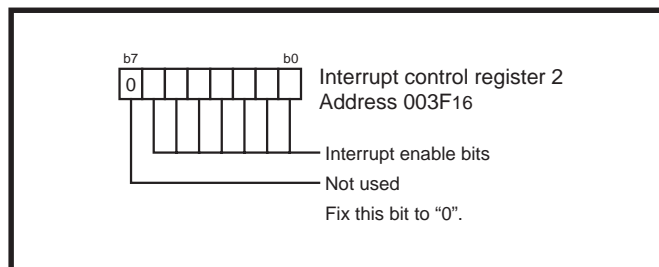 b7 b0
0
Interrupt control register 2
Address 003F16
Interrupt enable bits
Not used
Fix this bit to “0”.